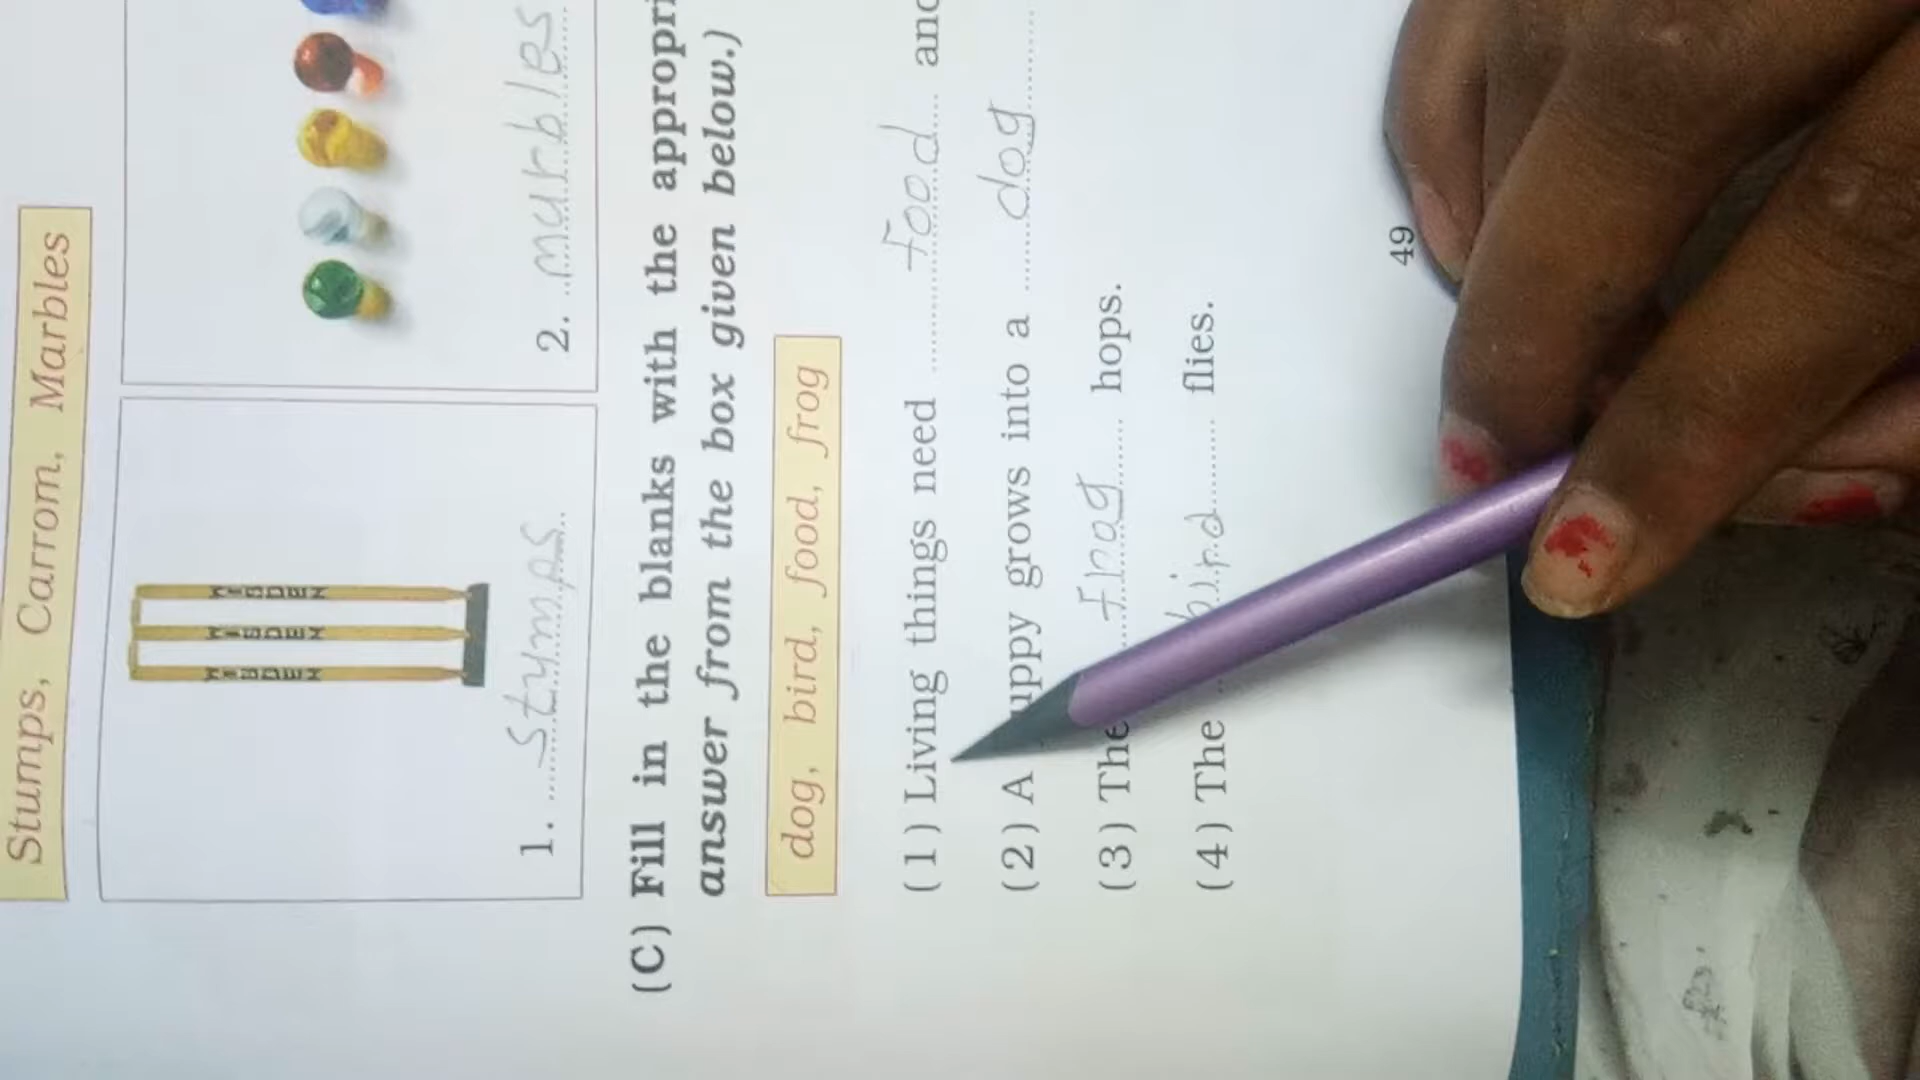 Stumps, Carrom, Marbles
1. stumps
2. marbles
(C) Fill in the blanks with the
answer from the box given below.)
dog, bird, food, frog
(1) Living things need food and
(2) A uppy grows into a dog
(3) The frog hops.
(4) The bird flies.
49